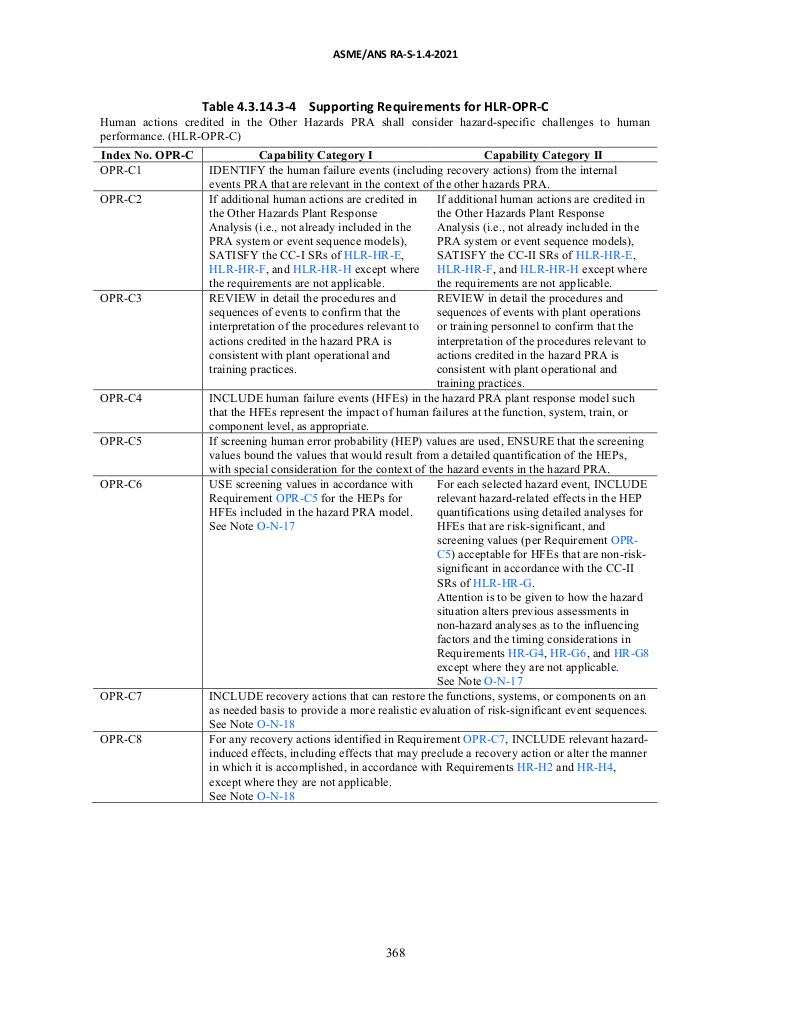 ASME/ANS RA-S-1.4-2021
Table 4.3.14.3-4 Supporting Requirements for HLR-OPR-C
Human actions credited in the Other Hazards PRA shall consider hazard-specific challenges to human
performance. (HLR-OPR-C)
Index No. OPR-C Capability Category I Capability Category II
OPR-C1 IDENTIFY the human failure events (including recovery actions) from the internal
events PRA that are relevant in the context of the other hazards PRA.
OPR-C2
If additional human actions are credited in
the Other Hazards Plant Response
Analysis (i.e., not already included in the
PRA system or event sequence models),
SATISFY the CC-I SRs of HLR-HR-E,
HLR-HR-F, and HLR-HR-H except where
the requirements are not applicable.
If additional human actions are credited in
the Other Hazards Plant Response
Analysis (i.e., not already included in the
PRA system or event sequence models),
SATISFY the CC-II SRs of HLR-HR-E,
HLR-HR-F, and HLR-HR-H except where
the requirements are not applicable.
OPR-C3
REVIEW in detail the procedures and
sequences of events to confirm that the
interpretation of the procedures relevant to
actions credited in the hazard PRA is
consistent with plant operational and
training practices.
REVIEW in detail the procedures and
sequences of events with plant operations
or training personnel to confirm that the
interpretation of the procedures relevant to
actions credited in the hazard PRA is
consistent with plant operational and
training practices.
OPR-C4 INCLUDE human failure events (HFEs) in the hazard PRA plant response model such
that the HFEs represent the impact of human failures at the function, system, train, or
component level, as appropriate.
OPR-C5 If screening human error probability (HEP) values are used, ENSURE that the screening
values bound the values that would result from a detailed quantification of the HEPs,
with special consideration for the context of the hazard events in the hazard PRA.
OPR-C6
USE screening values in accordance with
Requirement OPR-C5 for the HEPs for
HFEs included in the hazard PRA model.
See Note O-N-17
For each selected hazard event, INCLUDE
relevant hazard-related effects in the HEP
quantifications using detailed analyses for
HFEs that are risk-significant, and
screening values (per Requirement OPR-
C5) acceptable for HFEs that are non-risk-
significant in accordance with the CC-II
SRs of HLR-HR-G.
Attention is to be given to how the hazard
situation alters previous assessments in
non-hazard analyses as to the influencing
factors and the timing considerations in
Requirements HR-G4, HR-G6, and HR-G8
except where they are not applicable.
See Note O-N-17
OPR-C7 INCLUDE recovery actions that can restore the functions, systems, or components on an
as needed basis to provide a more realistic evaluation of risk-significant event sequences.
See Note O-N-18
OPR-C8 For any recovery actions identified in Requirement OPR-C7, INCLUDE relevant hazard-
induced effects, including effects that may preclude a recovery action or alter the manner
in which it is accomplished, in accordance with Requirements HR-H2 and HR-H4,
except where they are not applicable.
See Note O-N-18
368